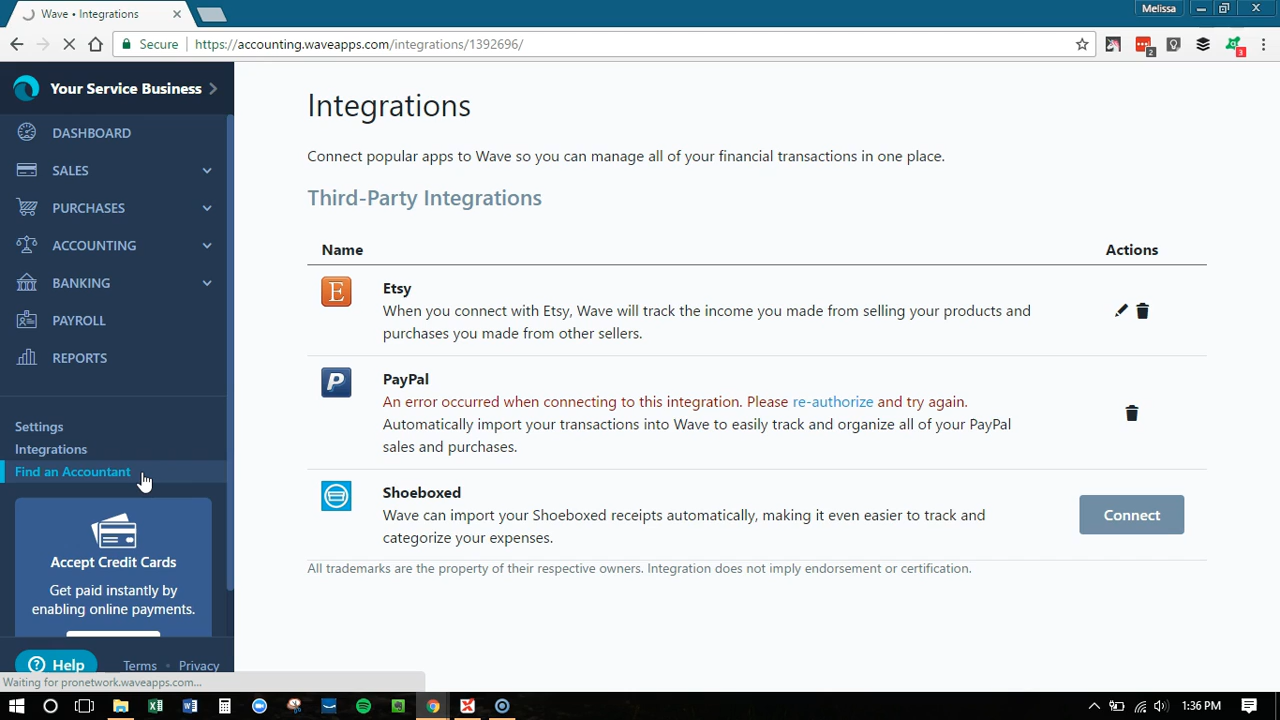 Wave • Integrations
Melissa
Secure
https://accounting.waveapps.com/integrations/1392696/
2
3
Your Service Business
DASHBOARD
SALES
PURCHASES
ACCOUNTING
BANKING
PAYROLL
REPORTS
Settings
Integrations
Find an Accountant
Accept Credit Cards
Get paid instantly by
enabling online payments.
? Help
Terms • Privacy
Waiting for pronetwork.waveapps.com...
Integrations
Connect popular apps to Wave so you can manage all of your financial transactions in one place.
Third-Party Integrations
Name
Actions
E
Etsy
When you connect with Etsy, Wave will track the income you made from selling your products and
purchases you made from other sellers.
P
PayPal
An error occurred when connecting to this integration. Please re-authorize and try again.
Automatically import your transactions into Wave to easily track and organize all of your PayPal
sales and purchases.
Shoeboxed
Wave can import your Shoeboxed receipts automatically, making it even easier to track and
categorize your expenses.
Connect
All trademarks are the property of their respective owners. Integration does not imply endorsement or certification.
1:36 PM